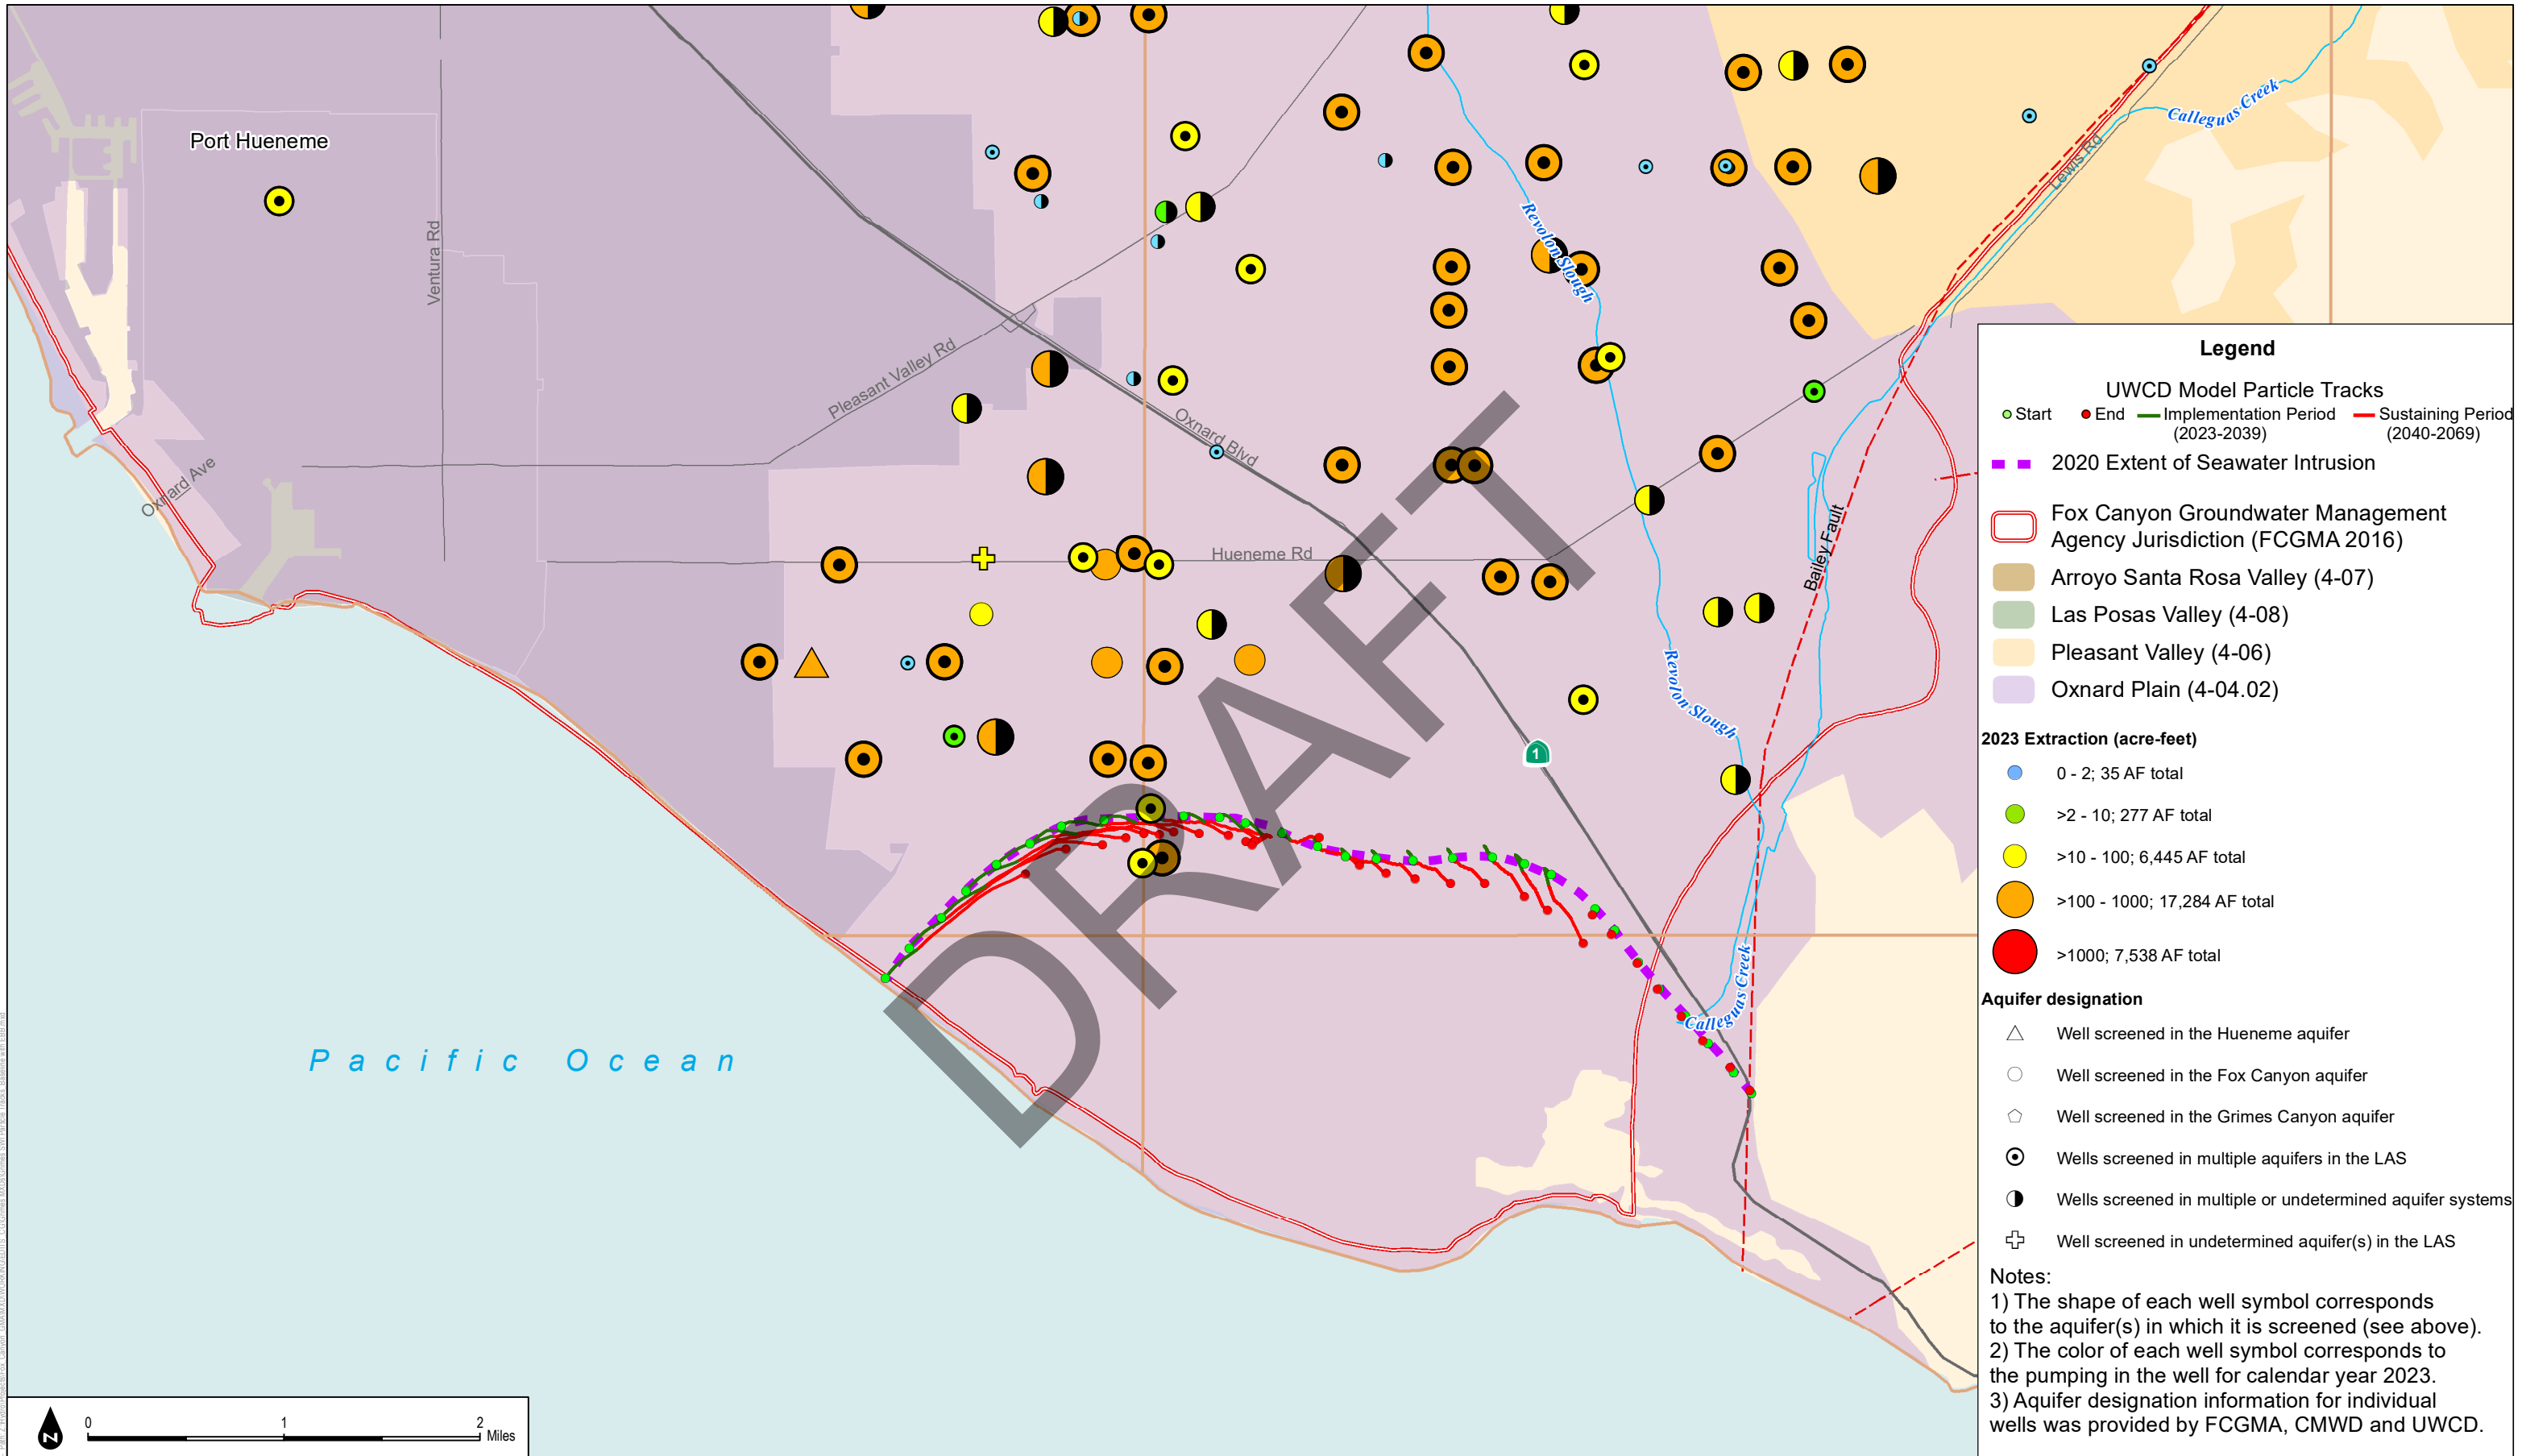 Port Hueneme
Ventura Rd
Oxnard Ave
Pleasant Valley Rd
Oxnard Blvd
Hueneme Rd
Revolon Slough
Revolon Slough
Calleguas Creek
Lewis Rd
Bailey Fault
1
Calleguas Creek
Pacific Ocean
DRAFT
N
0 1 2
Miles
Legend
UWCD Model Particle Tracks
Start End Implementation Period Sustaining Period
(2023-2039) (2040-2069)
2020 Extent of Seawater Intrusion
Fox Canyon Groundwater Management
Agency Jurisdiction (FCGMA 2016)
Arroyo Santa Rosa Valley (4-07)
Las Posas Valley (4-08)
Pleasant Valley (4-06)
Oxnard Plain (4-04.02)
2023 Extraction (acre-feet)
0 - 2; 35 AF total
>2 - 10; 277 AF total
>10 - 100; 6,445 AF total
>100 - 1000; 17,284 AF total
>1000; 7,538 AF total
Aquifer designation
Well screened in the Hueneme aquifer
Well screened in the Fox Canyon aquifer
Well screened in the Grimes Canyon aquifer
Wells screened in multiple aquifers in the LAS
Wells screened in multiple or undetermined aquifer systems
Well screened in undetermined aquifer(s) in the LAS
Notes:
1) The shape of each well symbol corresponds
to the aquifer(s) in which it is screened (see above).
2) The color of each well symbol corresponds to
the pumping in the well for calendar year 2023.
3) Aquifer designation information for individual
wells was provided by FCGMA, CMWD and UWCD.